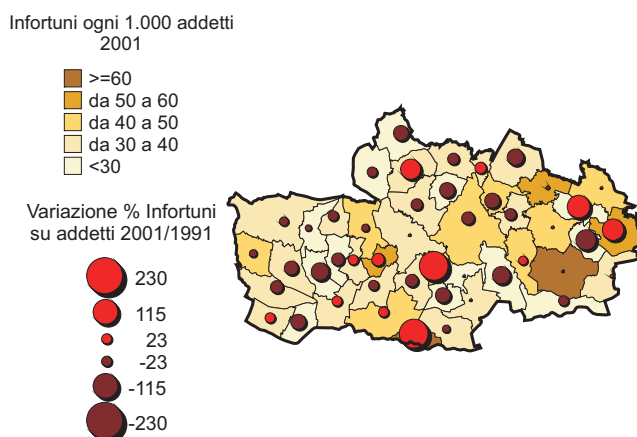 Infortuni ogni 1.000 addetti
2001
>=60
da 50 a 60
da 40 a 50
da 30 a 40
<30
Variazione % Infortuni
su addetti 2001/1991
230
115
23
-23
-115
-230